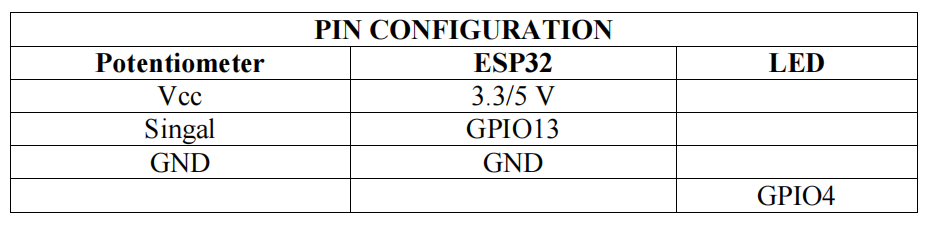 PIN CONFIGURATION
Potentiometer ESP32 LED
Vcc 3.3/5 V
Singal GPIO13
GND GND
GPIO4